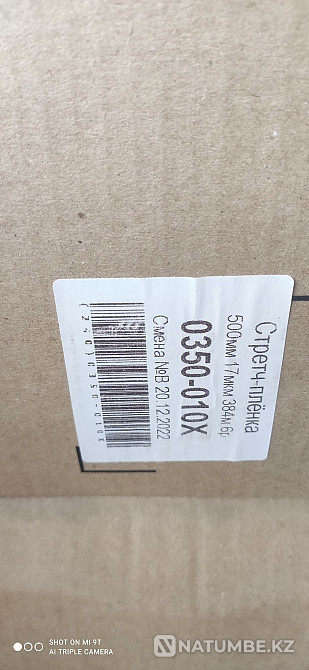 Стретч-плёнка
500мм 17мкм 384м 6р
0350-010X
Смена №В 20.12.2022
SHOT ON MI 9T
AI TRIPLE CAMERA
NATUMBE.KZ